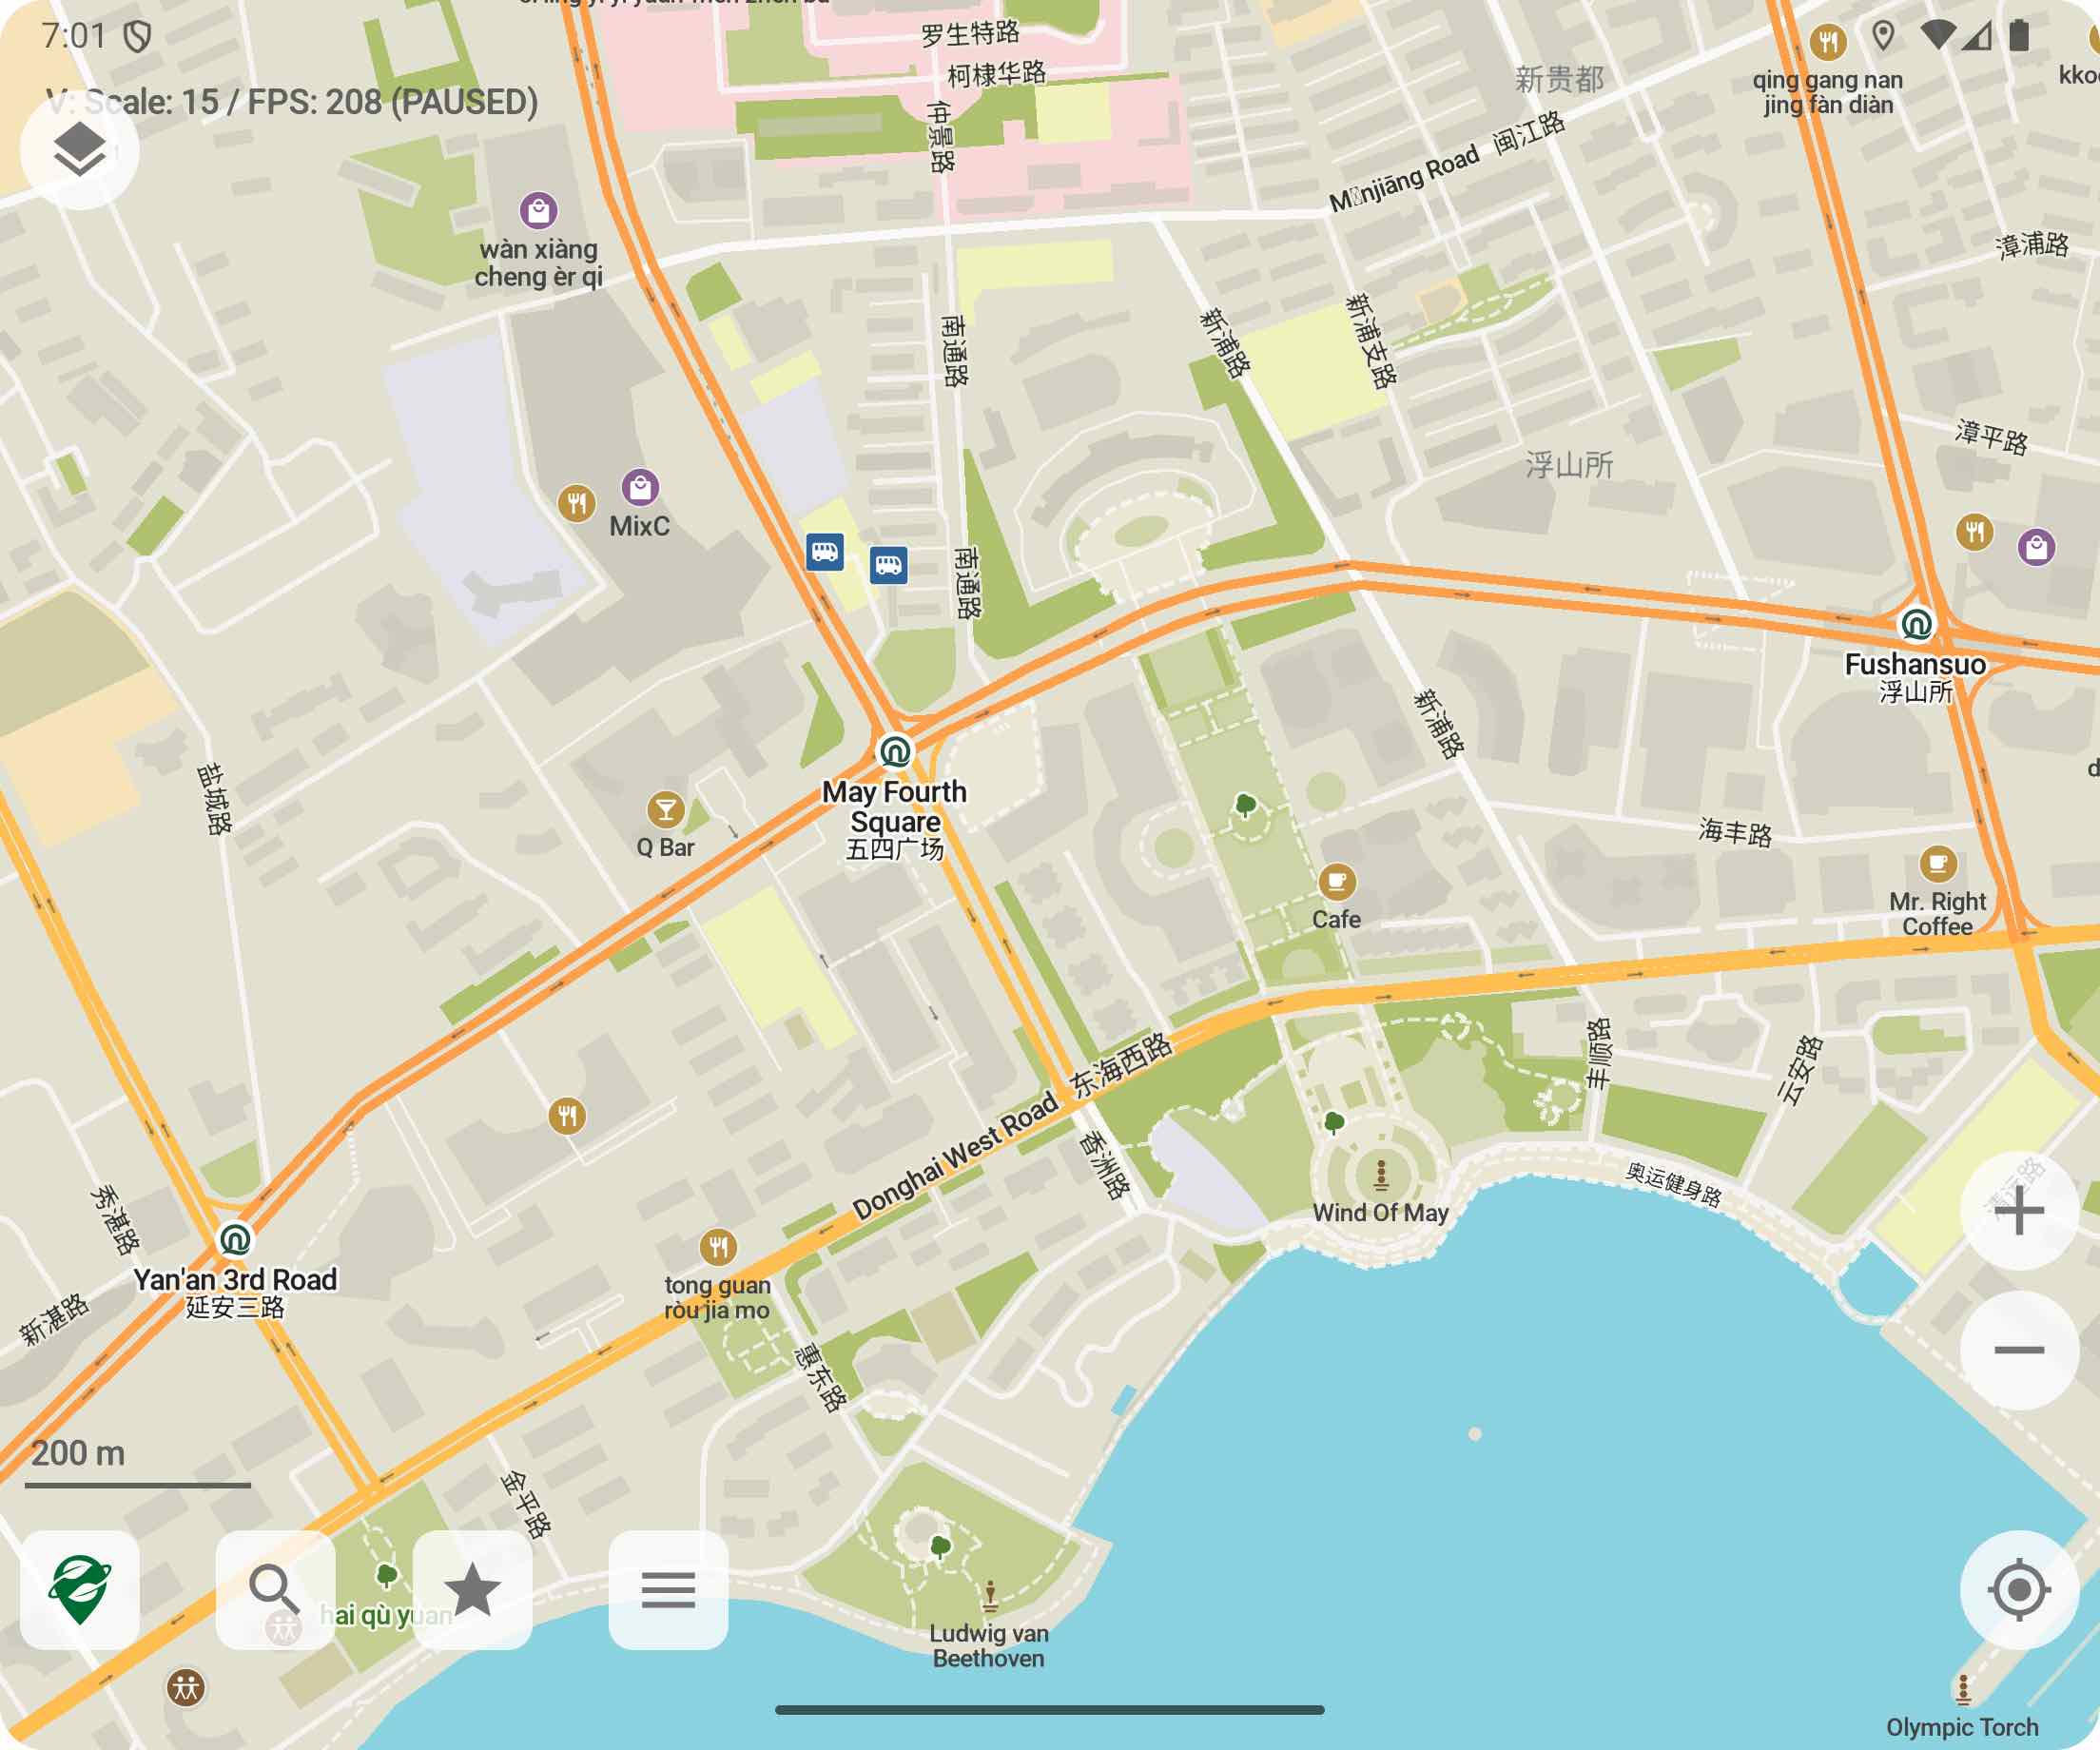 7:01
V: Scale: 15 / FPS: 208 (PAUSED)
罗生特路
柯棣华路
仲景路
新贵都
qing gang nan
jing fàn diàn
闽江路
漳浦路
wàn xiàng
cheng èr qi
南通路
新浦路
新浦支路
漳平路
浮山所
MixC
南通路
Fushansuo
浮山所
新浦路
盐城路
May Fourth
Square
五四广场
Q Bar
海丰路
Cafe
Mr. Right
Coffee
东海西路
丰顺路
云安路
Donghai West Road
香洲路
奥运健身路
Wind Of May
秀湛路
Yan'an 3rd Road
延安三路
新湛路
tong guan
ròu jia mo
惠东路
200 m
金平路
hai qù yuan
Ludwig van
Beethoven
Olympic Torch